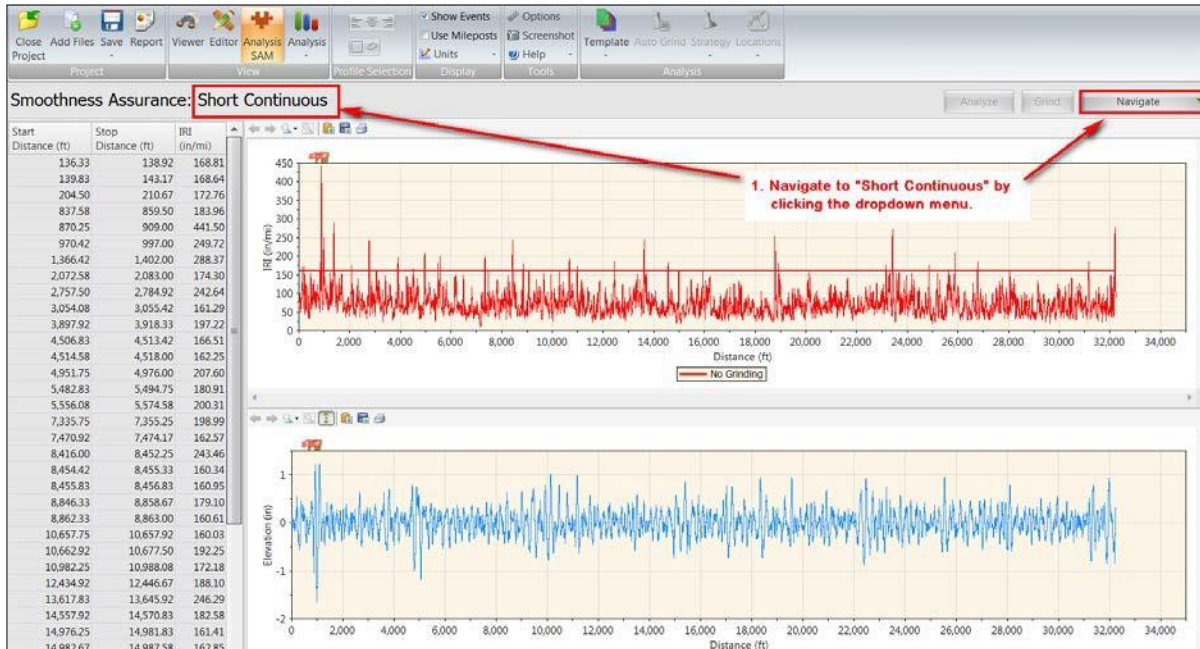 Close Project Add Files Save Report Viewer Editor Analysis SAM Analysis
Show Events
Use Mileposts
Units
Options
Screenshot
Help
Template Auto Grind Strategy Locations
Project View Profile Selection Display Tools Analysis
Smoothness Assurance: Short Continuous
Analyze Grind Navigate
Start Distance (ft) Stop Distance (ft) IRI (in/mi)
136.33 138.92 168.81
139.83 143.17 168.64
204.50 210.67 172.76
837.58 859.50 183.96
870.25 909.00 441.50
970.42 997.00 249.72
1,366.42 1,402.00 288.37
2,072.58 2,083.00 174.30
2,757.50 2,784.92 242.64
3,054.08 3,055.42 161.29
3,897.92 3,918.33 197.22
4,506.83 4,513.42 166.51
4,514.58 4,518.00 162.25
4,951.75 4,976.00 207.60
5,482.83 5,494.75 180.91
5,556.08 5,574.58 200.31
7,335.75 7,355.25 198.99
7,470.92 7,474.17 162.57
8,416.00 8,452.25 243.46
8,454.42 8,455.33 160.34
8,455.83 8,456.83 160.95
8,846.33 8,858.67 179.10
8,862.33 8,863.00 160.61
10,657.75 10,657.92 160.03
10,662.92 10,677.50 192.25
10,982.25 10,988.08 172.18
12,434.92 12,446.67 188.10
13,617.83 13,645.92 246.29
14,557.92 14,570.83 182.58
14,976.25 14,981.83 161.41
14,982.67 14,987.58 162.85
1. Navigate to "Short Continuous" by
clicking the dropdown menu.
IRI (in/mi)
450
400
350
300
250
200
150
100
50
0
0 2,000 4,000 6,000 8,000 10,000 12,000 14,000 16,000 18,000 20,000 22,000 24,000 26,000 28,000 30,000 32,000 34,000
Distance (ft)
No Grinding
Elevation (in)
1
0
-1
-2
0 2,000 4,000 6,000 8,000 10,000 12,000 14,000 16,000 18,000 20,000 22,000 24,000 26,000 28,000 30,000 32,000 34,000
Distance (ft)